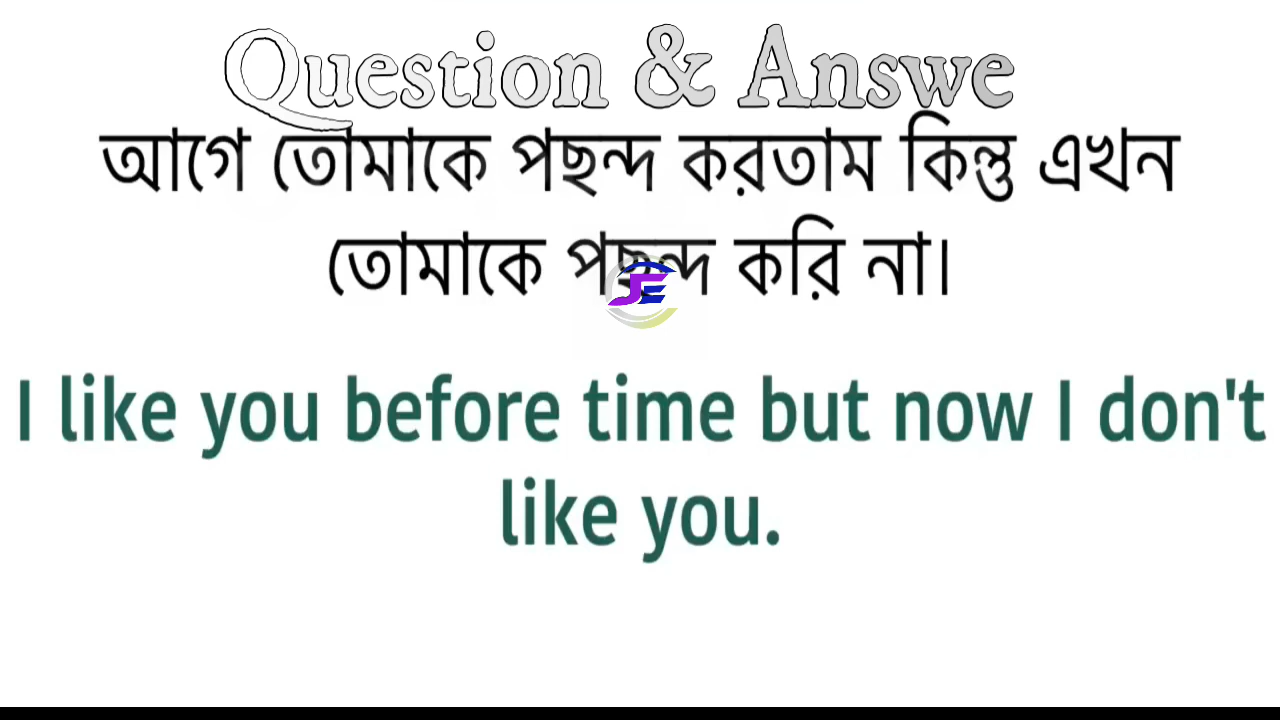 Question & Answe
আগে তোমাকে পছন্দ করতাম কিন্তু এখন
তোমাকে পছন্দ করি না।
I like you before time but now I don't
like you.